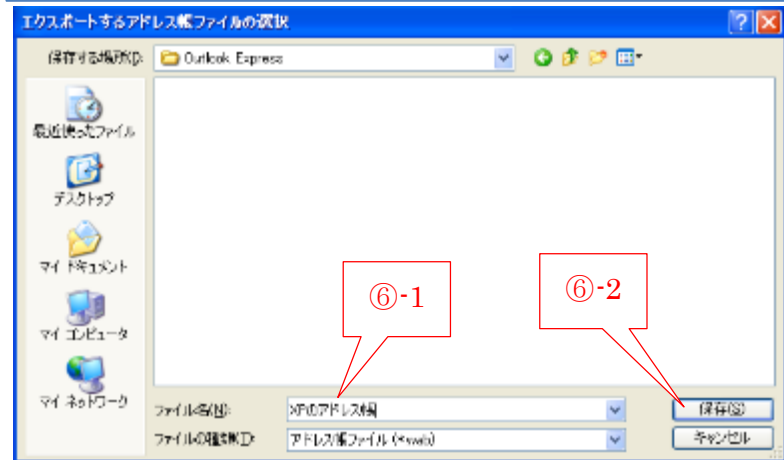 エクスポートするアドレス帳ファイルの選択
保存する場所(I): Outlook Express
最近使ったファイル
デスクトップ
マイ ドキュメント
マイ コンピュータ
マイ ネットワーク
⑥-1
⑥-2
ファイル名(N): XPのアドレス帳 保存(S)
ファイルの種類(T): アドレス帳ファイル (*.wab) キャンセル